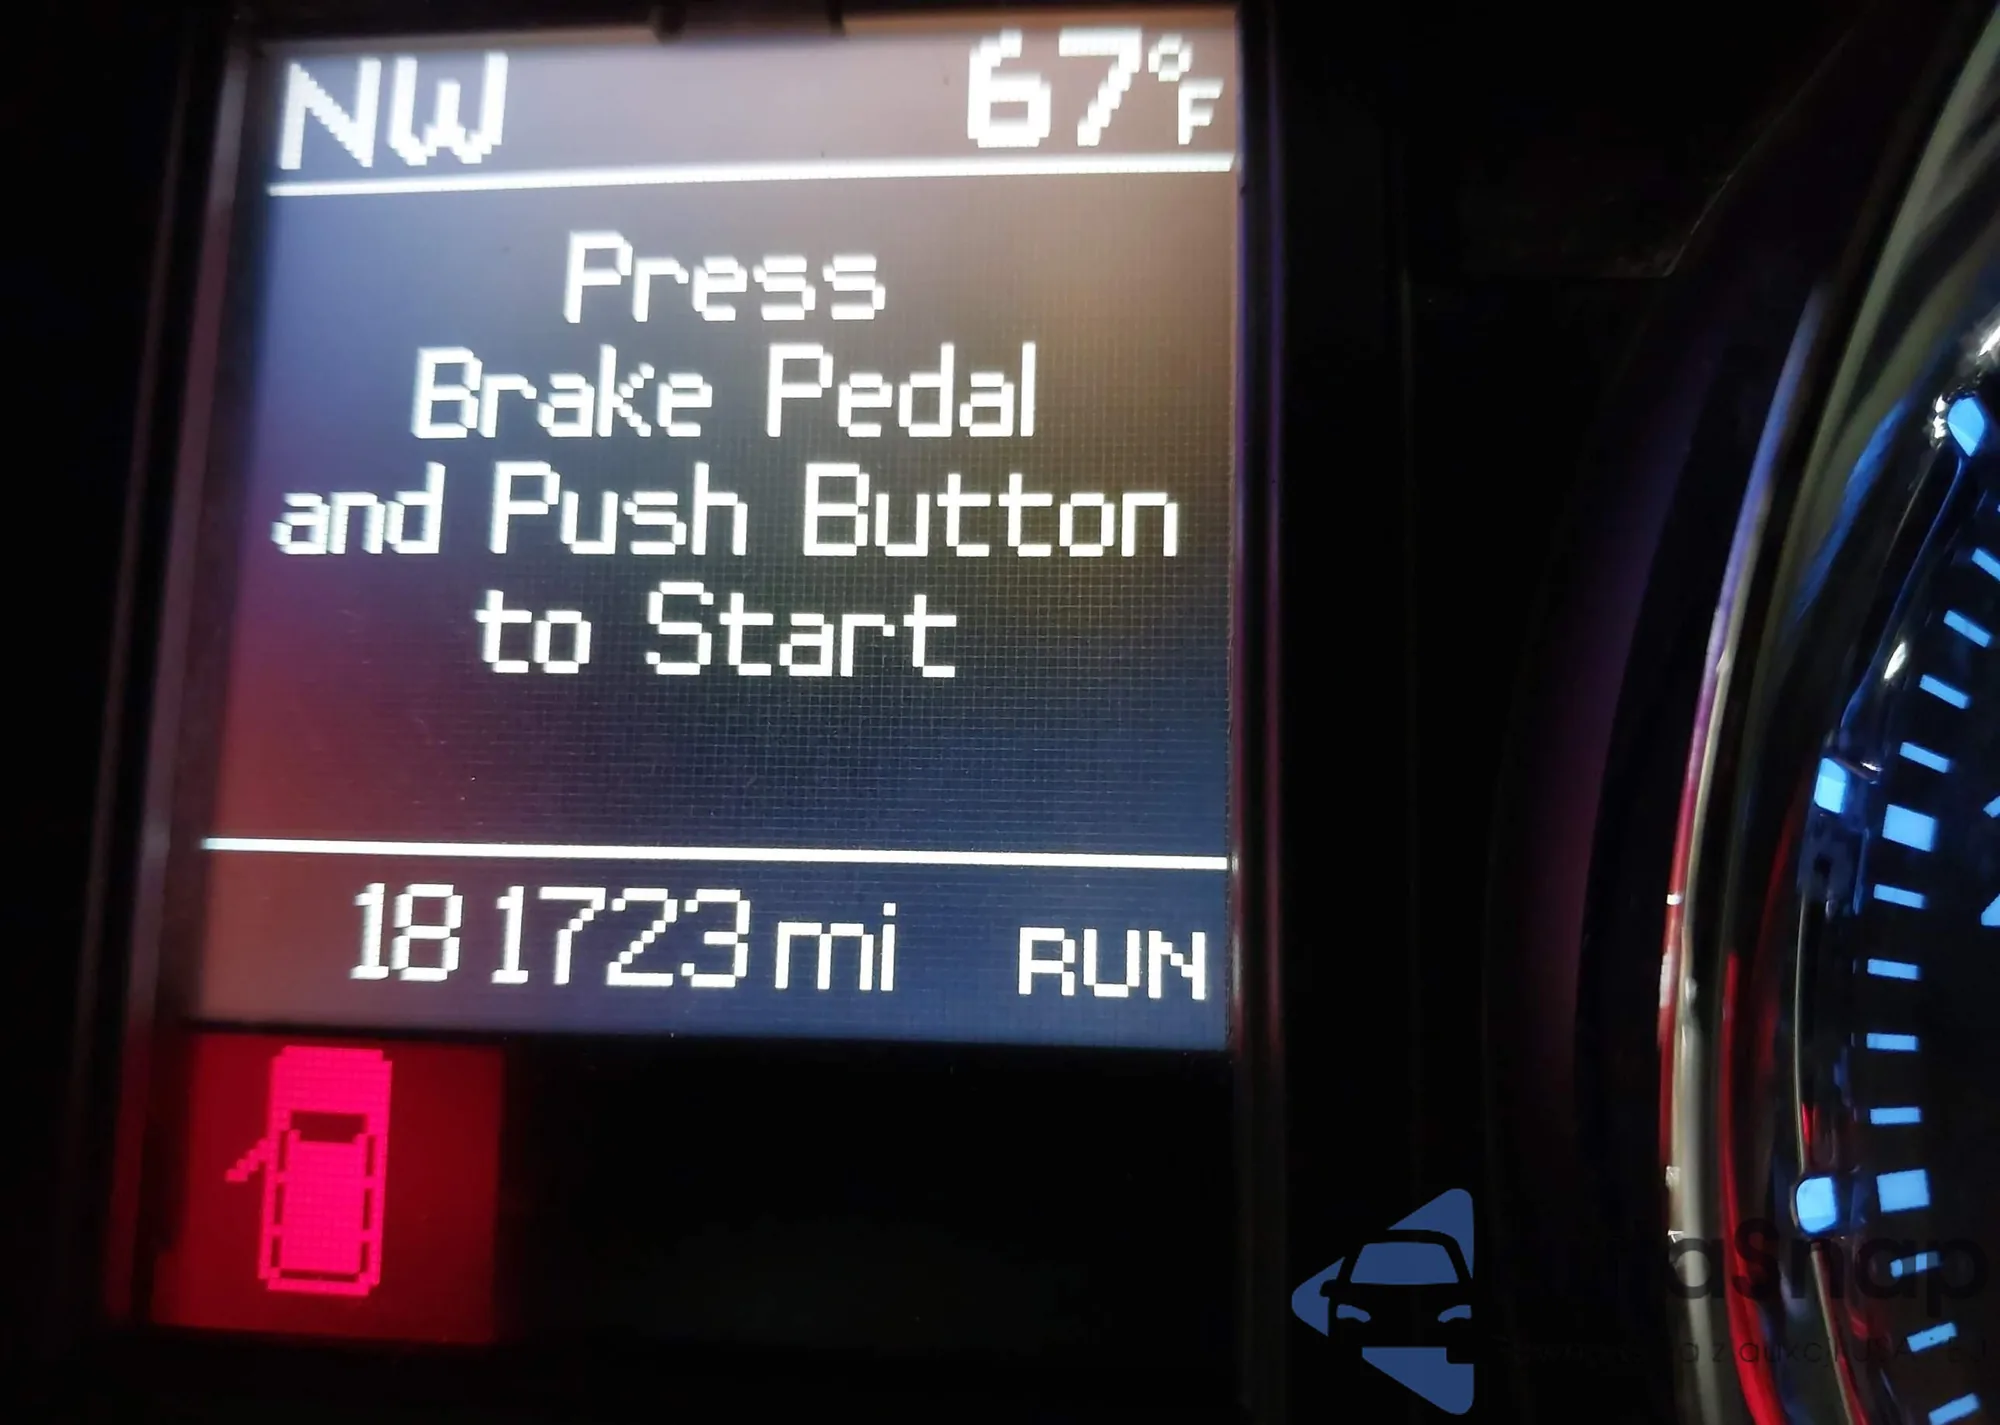 NW 67°F
Press
Brake Pedal
and Push Button
to Start
181723 mi RUN